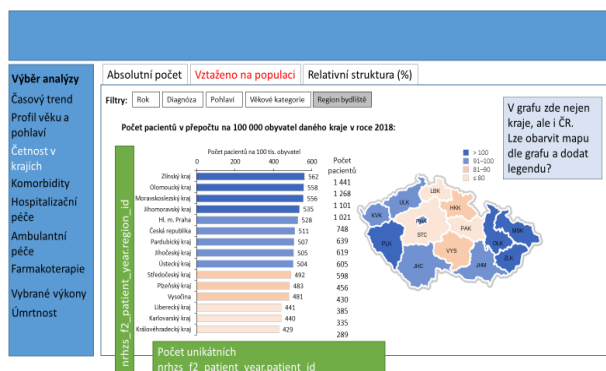 Výběr analýzy
Časový trend
Profil věku a
pohlaví
Četnost v
krajích
Komorbidity
Hospitalizační
péče
Ambulantní
péče
Farmakoterapie
Vybrané výkony
Úmrtnost
Absolutní počet
Vztaženo na populaci
Relativní struktura (%)
Filtry: Rok Diagnóza Pohlaví Věkové kategorie Region bydliště
Počet pacientů v přepočtu na 100 000 obyvatel daného kraje v roce 2018:
nrhzs_f2_patient_year.region_id
Počet pacientů na 100 tis. obyvatel
0 200 400 600
Počet
pacientů
Zlínský kraj 562 1 441
Olomoucký kraj 558 1 268
Moravskoslezský kraj 556 1 101
Jihomoravský kraj 535 1 021
Hl. m. Praha 528 748
Česká republika 511 639
Pardubický kraj 507 619
Jihočeský kraj 505 605
Ústecký kraj 504 598
Středočeský kraj 492 456
Plzeňský kraj 483 430
Vysočina 481 385
Liberecký kraj 441 335
Karlovarský kraj 440 289
Královéhradecký kraj 429
> 100
91–100
81–90
≤ 80
LBK
ULK
HKK
KVK
PHA
STC
PAK
MSK
PLK
OLK
VYS
ZLK
JHC
JHM
V grafu zde nejen
kraje, ale i ČR.
Lze obarvit mapu
dle grafu a dodat
legendu?
Počet unikátních
nrhzs_f2_patient_year.patient_id